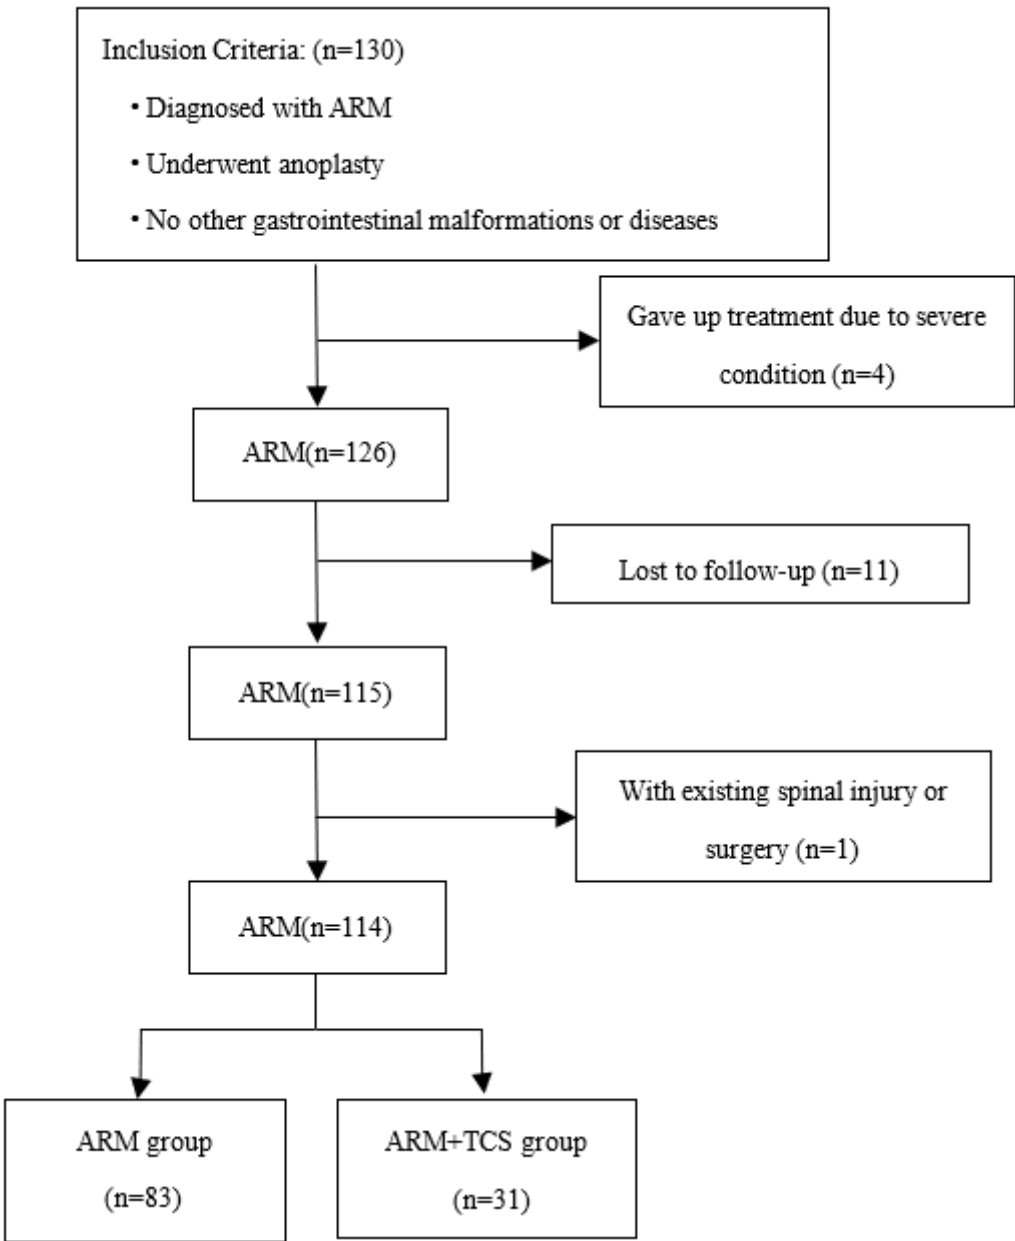 Inclusion Criteria: (n=130)
• Diagnosed with ARM
• Underwent anoplasty
• No other gastrointestinal malformations or diseases
Gave up treatment due to severe
condition (n=4)
ARM(n=126)
Lost to follow-up (n=11)
ARM(n=115)
With existing spinal injury or
surgery (n=1)
ARM(n=114)
ARM group
(n=83)
ARM+TCS group
(n=31)